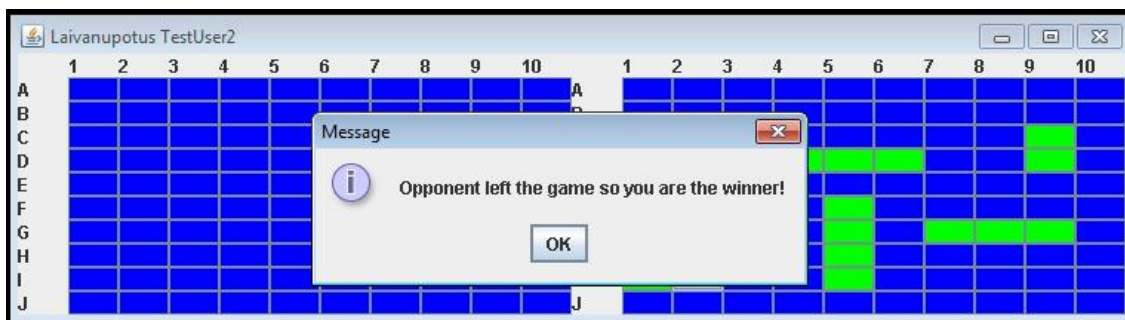 Laivanupotus TestUser2
1 2 3 4 5 6 7 8 9 10 1 2 3 4 5 6 7 8 9 10
A A
B
C
Message
D
E
Opponent left the game so you are the winner!
F
G
OK
H
I
J J